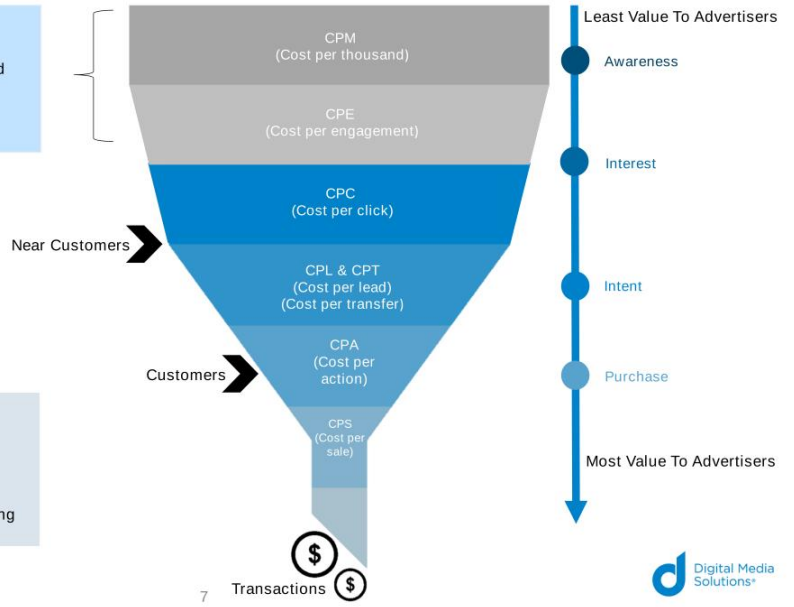 CPM
(Cost per thousand)
CPE
(Cost per engagement)
CPC
(Cost per click)
CPL & CPT
(Cost per lead)
(Cost per transfer)
CPA
(Cost per
action)
CPS
(Cost per
sale)
Near Customers
Customers
$
$
Transactions
Least Value To Advertisers
Awareness
Interest
Intent
Purchase
Most Value To Advertisers
7
Digital Media
Solutions